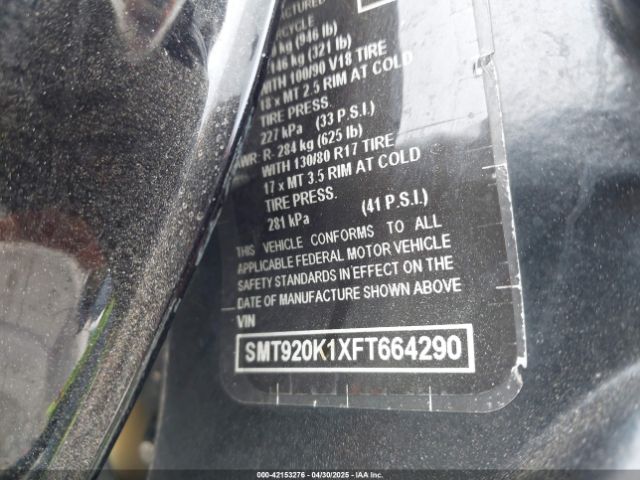 RCYCLE
kg (946 lb)
146 kg (321 lb)
WITH 100/90 V18 TIRE
18 x MT 2.5 RIM AT COLD
TIRE PRESS.
227 kPa (33 P.S.I.)
WR: R- 284 kg (625 lb)
WITH 130/80 R17 TIRE
17 x MT 3.5 RIM AT COLD
TIRE PRESS.
281 kPa (41 P.S.I.)
THIS VEHICLE CONFORMS TO ALL
APPLICABLE FEDERAL MOTOR VEHICLE
SAFETY STANDARDS IN EFFECT ON THE
DATE OF MANUFACTURE SHOWN ABOVE
VIN
SMT920K1XFT664290
000-42153276 - 04/30/2025 - IAA Inc.